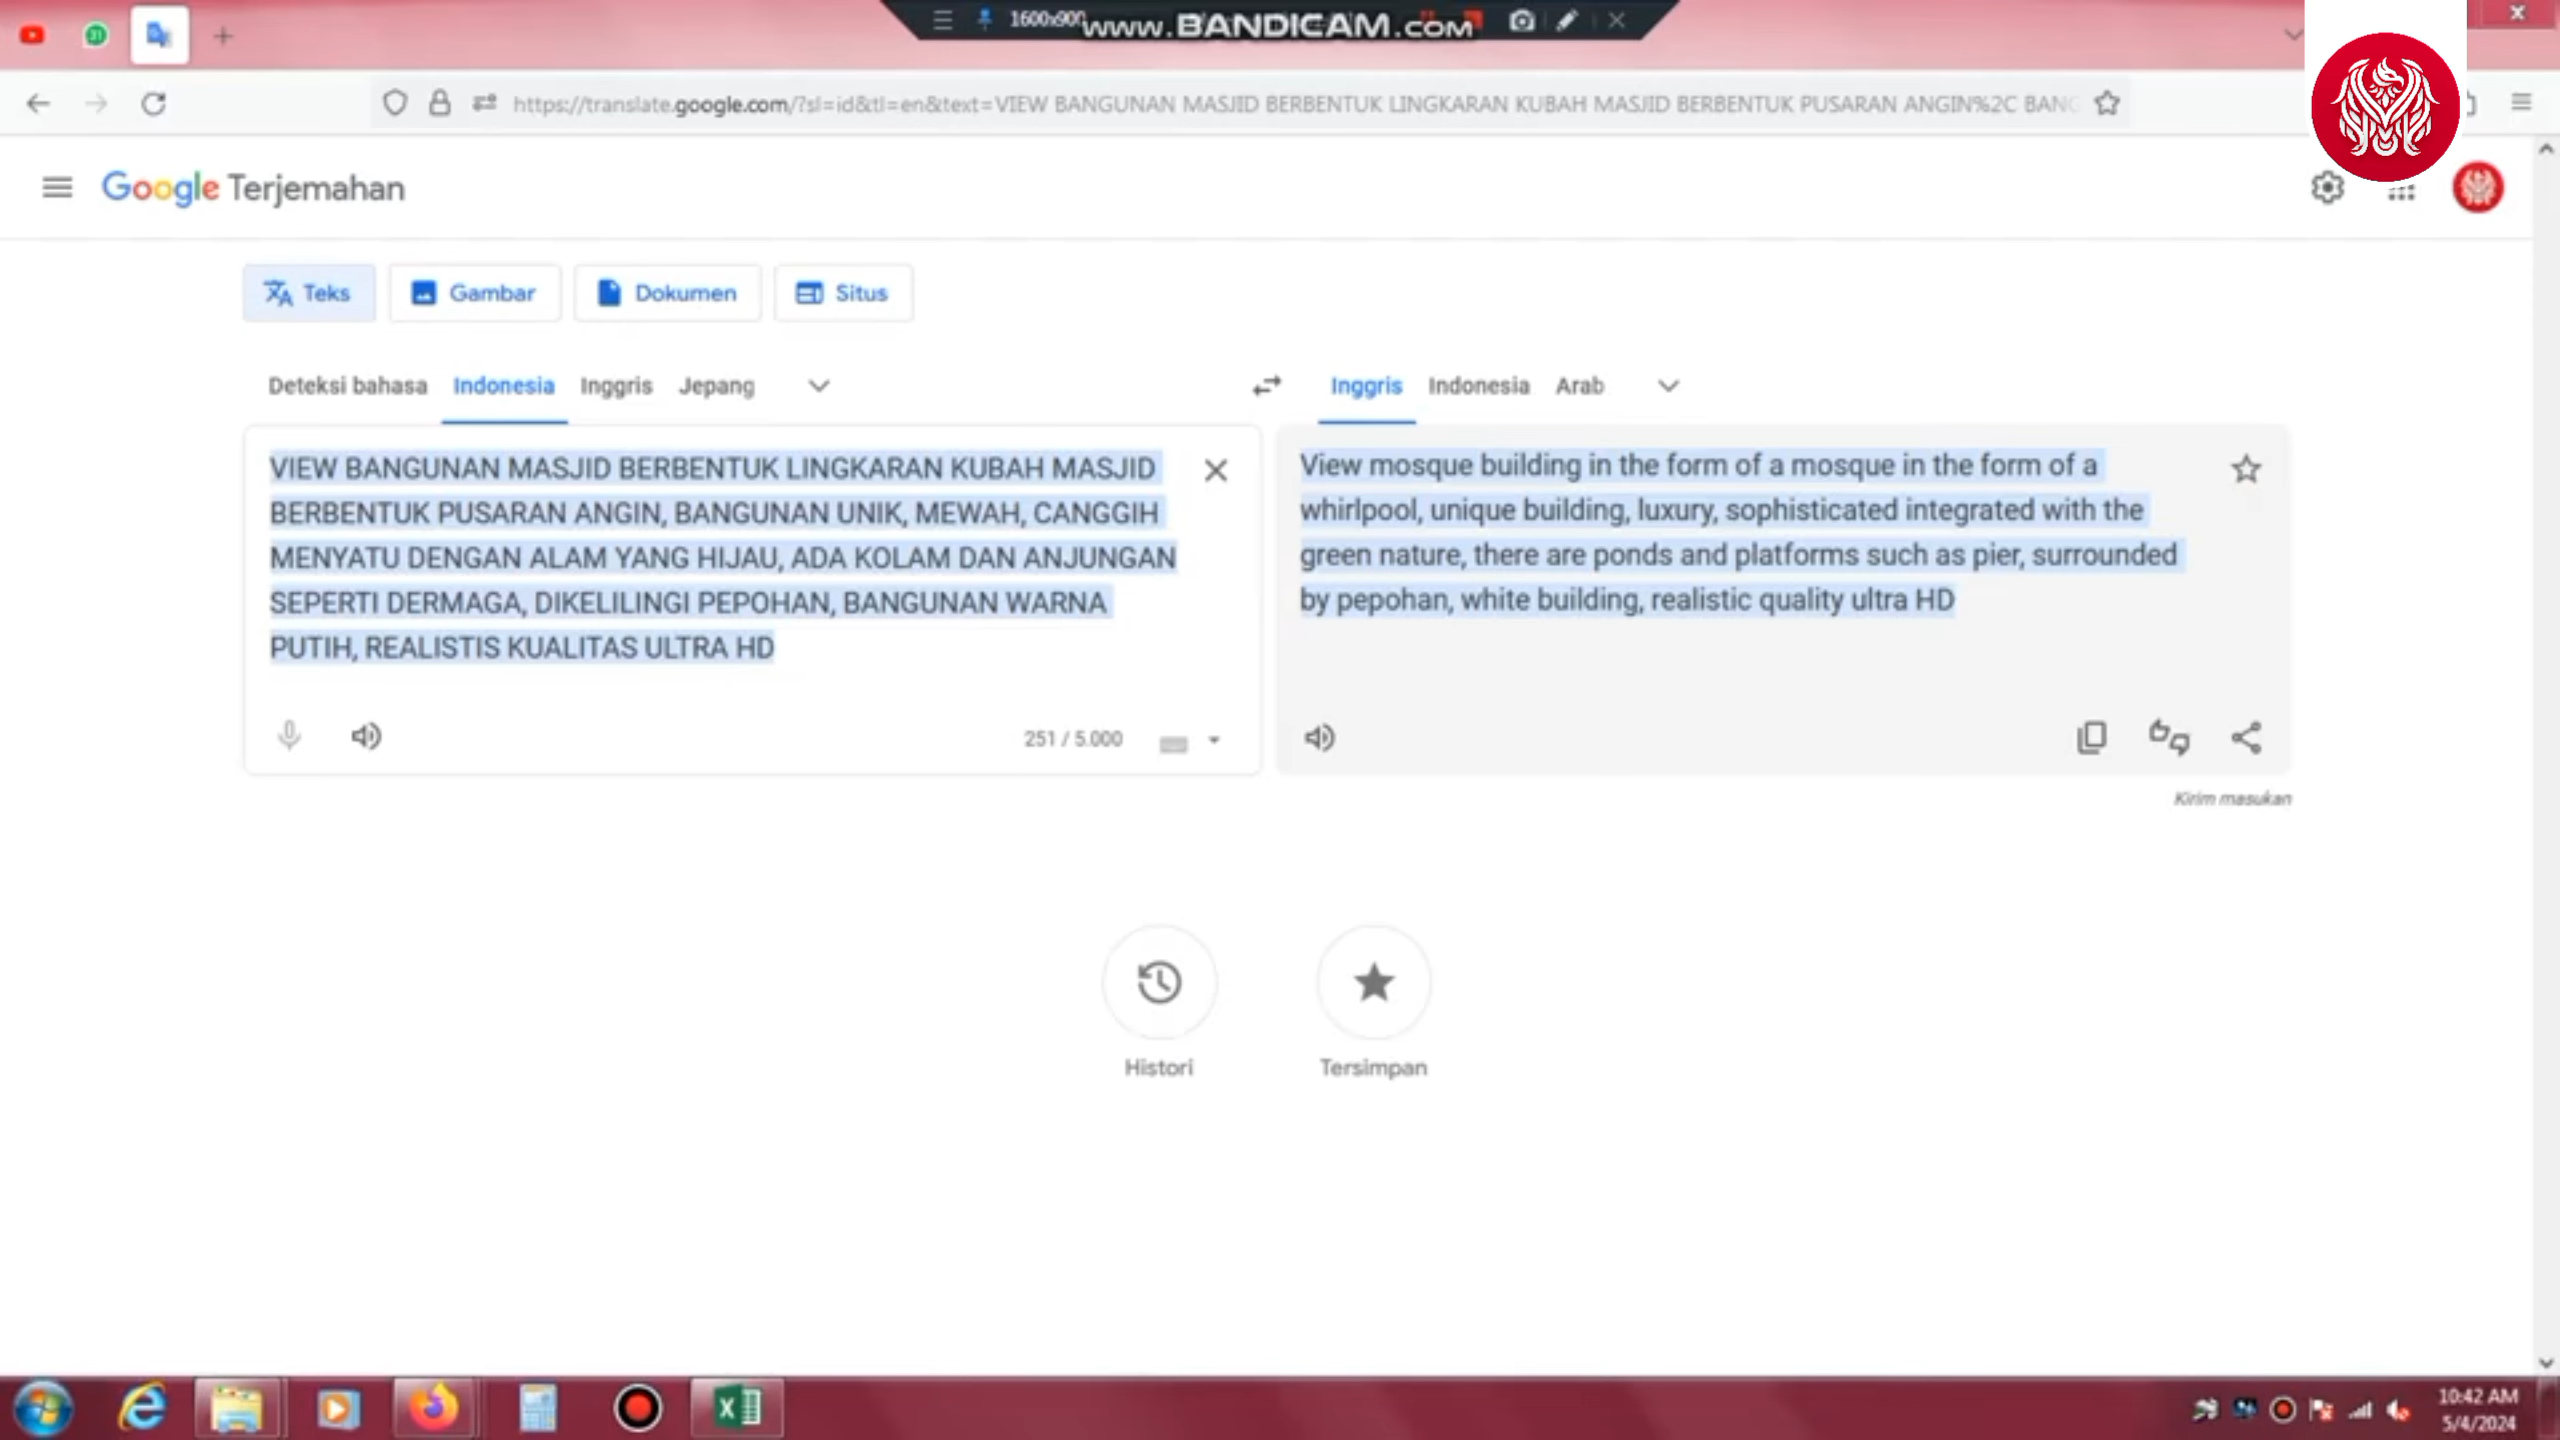 1600x900
www.BANDICAM.com
https://translate.google.com/?sl=id&tl=en&text=VIEW BANGUNAN MASJID BERBENTUK LINGKARAN KUBAH MASJID BERBENTUK PUSARAN ANGIN%2C BANG
Google Terjemahan
Teks Gambar Dokumen Situs
Deteksi bahasa Indonesia Inggris Jepang
Inggris Indonesia Arab
VIEW BANGUNAN MASJID BERBENTUK LINGKARAN KUBAH MASJID
BERBENTUK PUSARAN ANGIN, BANGUNAN UNIK, MEWAH, CANGGIH
MENYATU DENGAN ALAM YANG HIJAU, ADA KOLAM DAN ANJUNGAN
SEPERTI DERMAGA, DIKELILINGI PEPOHAN, BANGUNAN WARNA
PUTIH, REALISTIS KUALITAS ULTRA HD
251 / 5.000
View mosque building in the form of a mosque in the form of a
whirlpool, unique building, luxury, sophisticated integrated with the
green nature, there are ponds and platforms such as pier, surrounded
by pepohan, white building, realistic quality ultra HD
Kirim masukan
Histori Tersimpan
10:42 AM
5/4/2024